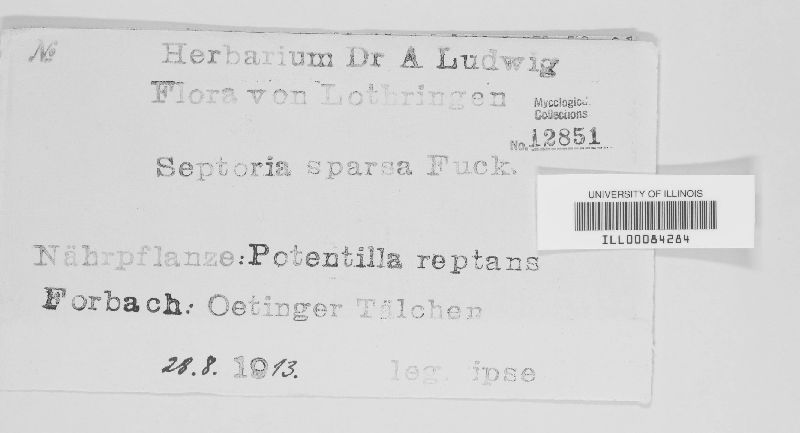 №
Herbarium Dr A Ludwig
Flora von Lothringen
Mycological
Collections
No. 12851
Septoria sparsa Fuck.
UNIVERSITY OF ILLINOIS
ILL00084284
Nährpflanze: Potentilla reptans
Forbach: Oetinger Tälchen
28. 8. 1913.
leg. ipse